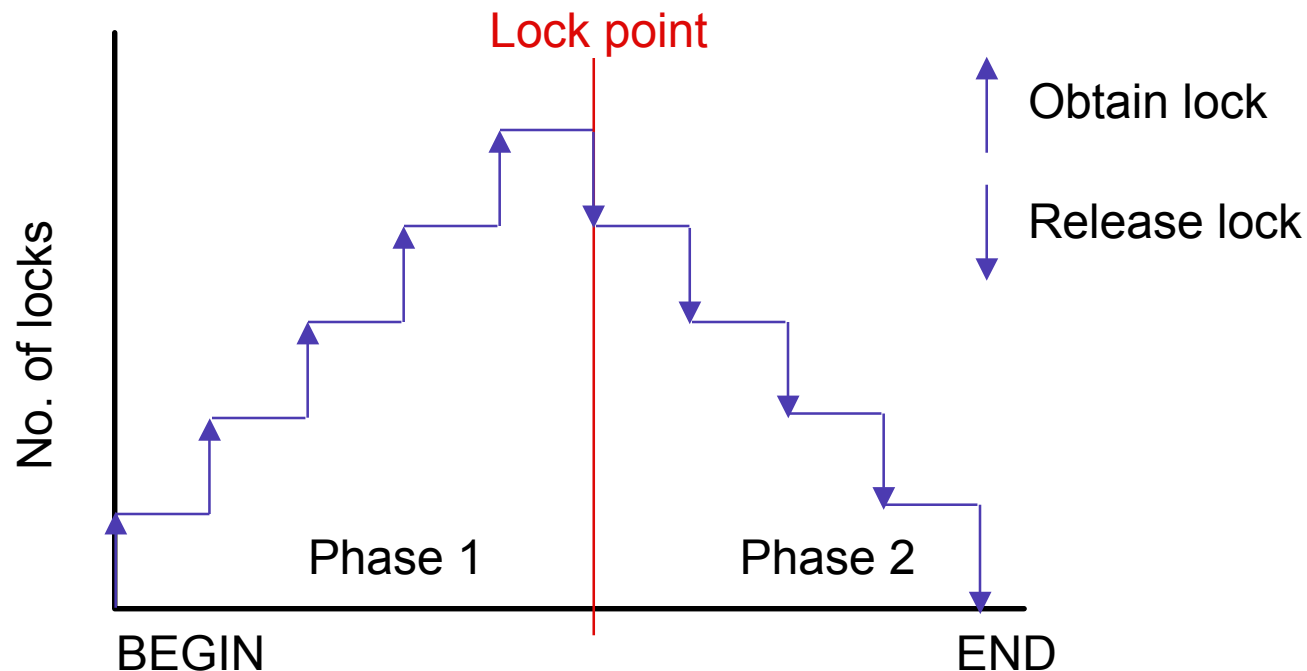 Lock point
Obtain lock
Release lock
No. of locks
Phase 1
Phase 2
BEGIN
END